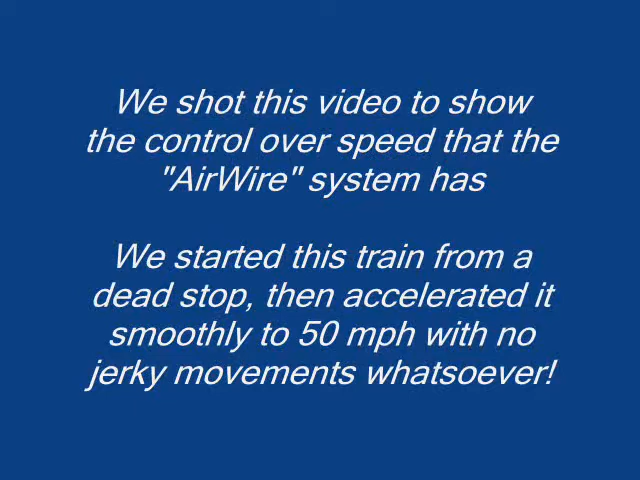 We shot this video to show
the control over speed that the
"AirWire" system has
We started this train from a
dead stop, then accelerated it
smoothly to 50 mph with no
jerky movements whatsoever!